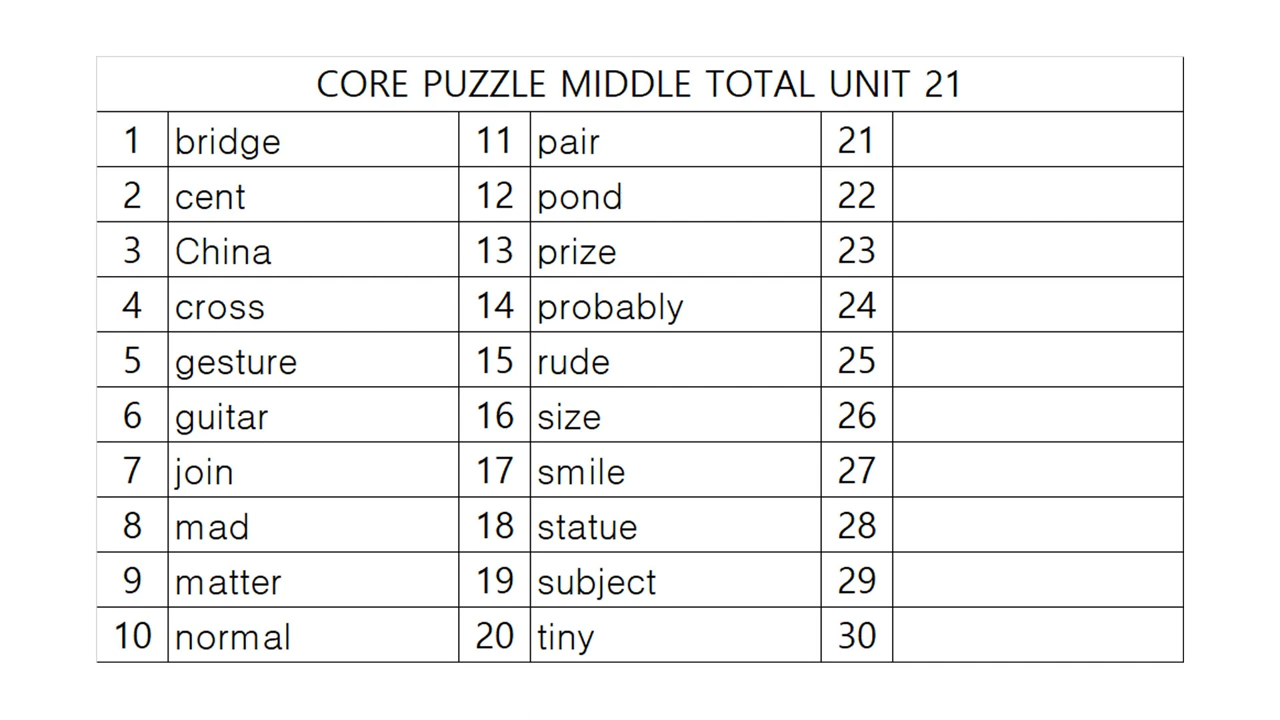 CORE PUZZLE MIDDLE TOTAL UNIT 21
1 bridge 11 pair 21
2 cent 12 pond 22
3 China 13 prize 23
4 cross 14 probably 24
5 gesture 15 rude 25
6 guitar 16 size 26
7 join 17 smile 27
8 mad 18 statue 28
9 matter 19 subject 29
10 normal 20 tiny 30